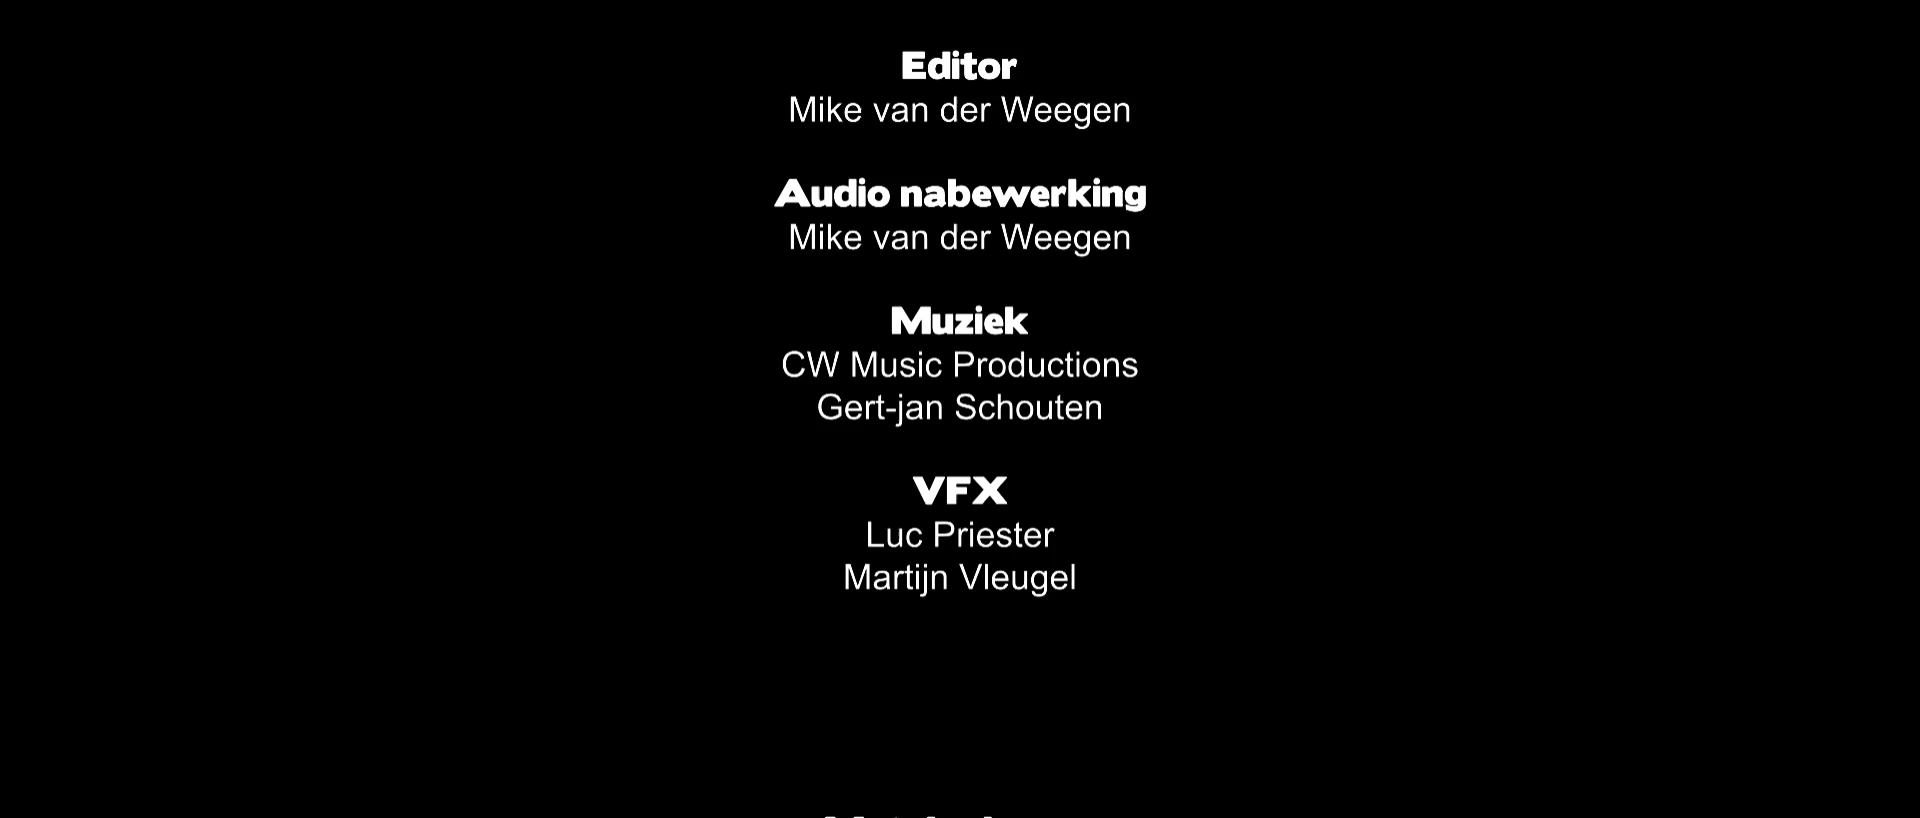 Editor
Mike van der Weegen
Audio nabewerking
Mike van der Weegen
Muziek
CW Music Productions
Gert-jan Schouten
VFX
Luc Priester
Martijn Vleugel